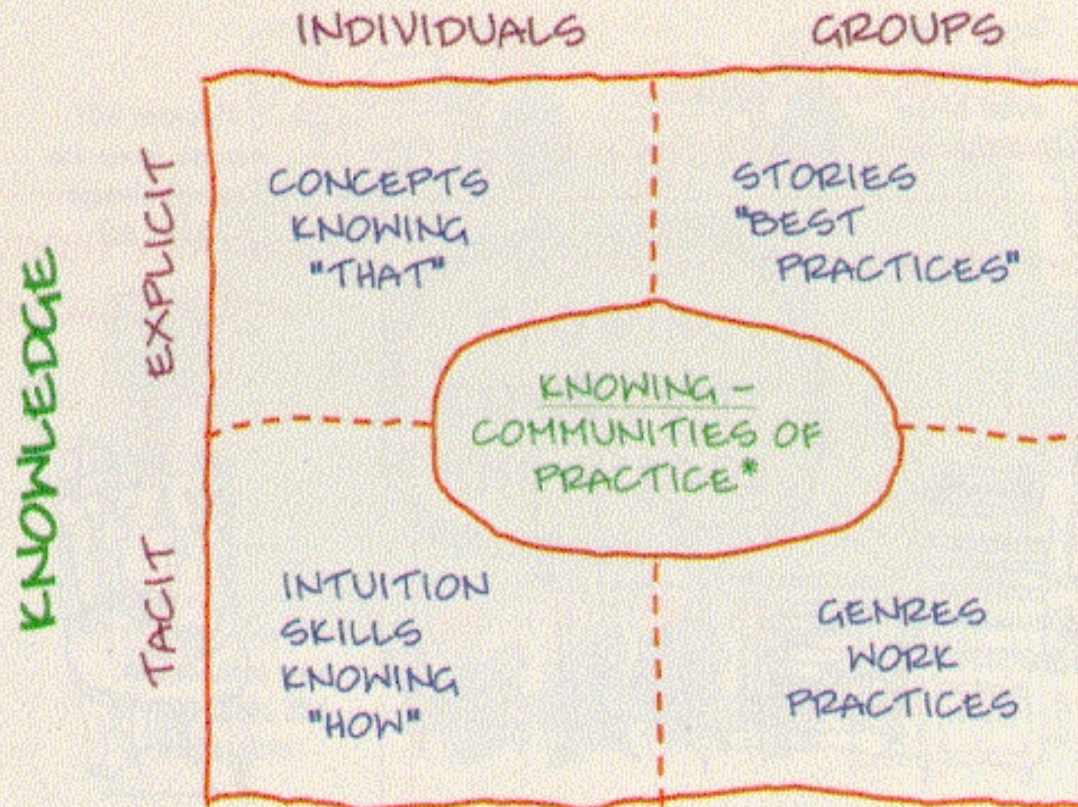 INDIVIDUALS
GROUPS
KNOWLEDGE
EXPLICIT
CONCEPTS
KNOWING
"THAT"
STORIES
"BEST
PRACTICES"
KNOWING -
COMMUNITIES OF
PRACTICE*
TACIT
INTUITION
SKILLS
KNOWING
"HOW"
GENRES
WORK
PRACTICES